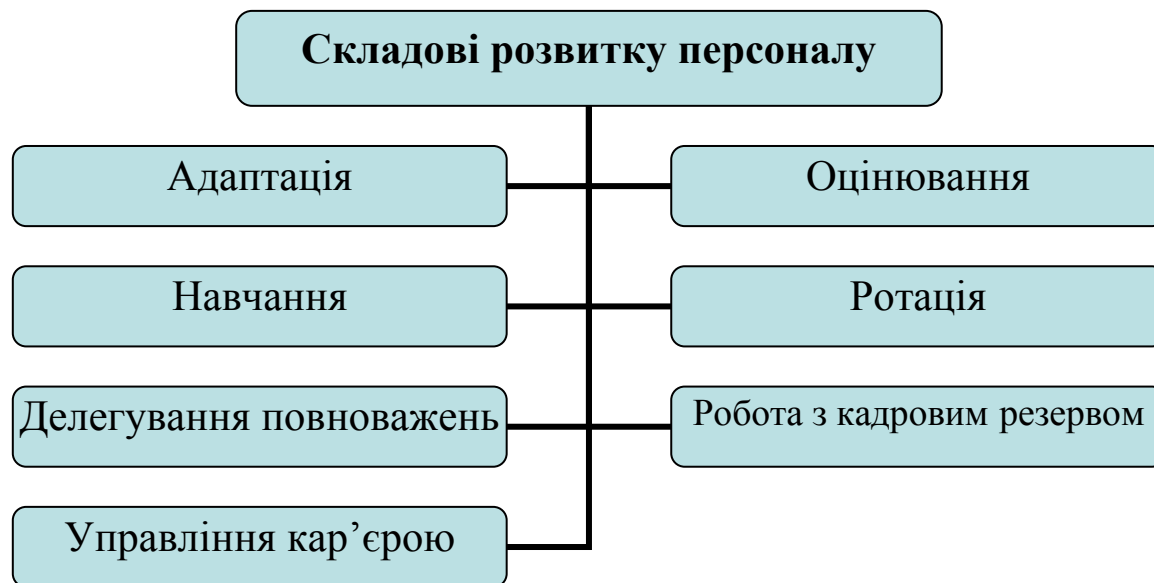 Складові розвитку персоналу
Адаптація
Оцінювання
Навчання
Ротація
Делегування повноважень
Робота з кадровим резервом
Управління кар’єрою